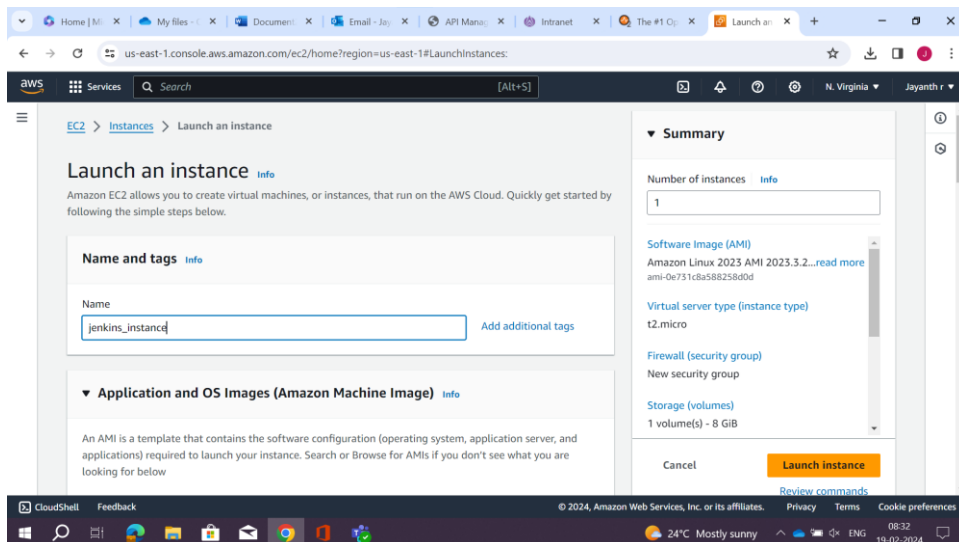 Home | M
My files - 
Document
Email - Jay
API Manag
Intranet
The #1 Op
Launch an
us-east-1.console.aws.amazon.com/ec2/home?region=us-east-1#LaunchInstances:
J
aws
Services
Search
[Alt+S]
N. Virginia
Jayanth r
EC2 > Instances > Launch an instance
Launch an instance Info
Amazon EC2 allows you to create virtual machines, or instances, that run on the AWS Cloud. Quickly get started by
following the simple steps below.
Name and tags Info
Name
jenkins_instance
Add additional tags
Application and OS Images (Amazon Machine Image) Info
An AMI is a template that contains the software configuration (operating system, application server, and
applications) required to launch your instance. Search or Browse for AMIs if you don't see what you are
looking for below
Summary
Number of instances Info
1
Software Image (AMI)
Amazon Linux 2023 AMI 2023.3.2...read more
ami-0e731c8a588258d0d
Virtual server type (instance type)
t2.micro
Firewall (security group)
New security group
Storage (volumes)
1 volume(s) - 8 GiB
Cancel
Launch instance
Review commands
CloudShell
Feedback
© 2024, Amazon Web Services, Inc. or its affiliates.
Privacy
Terms
Cookie preferences
24°C Mostly sunny
ENG
08:32
19-02-2024